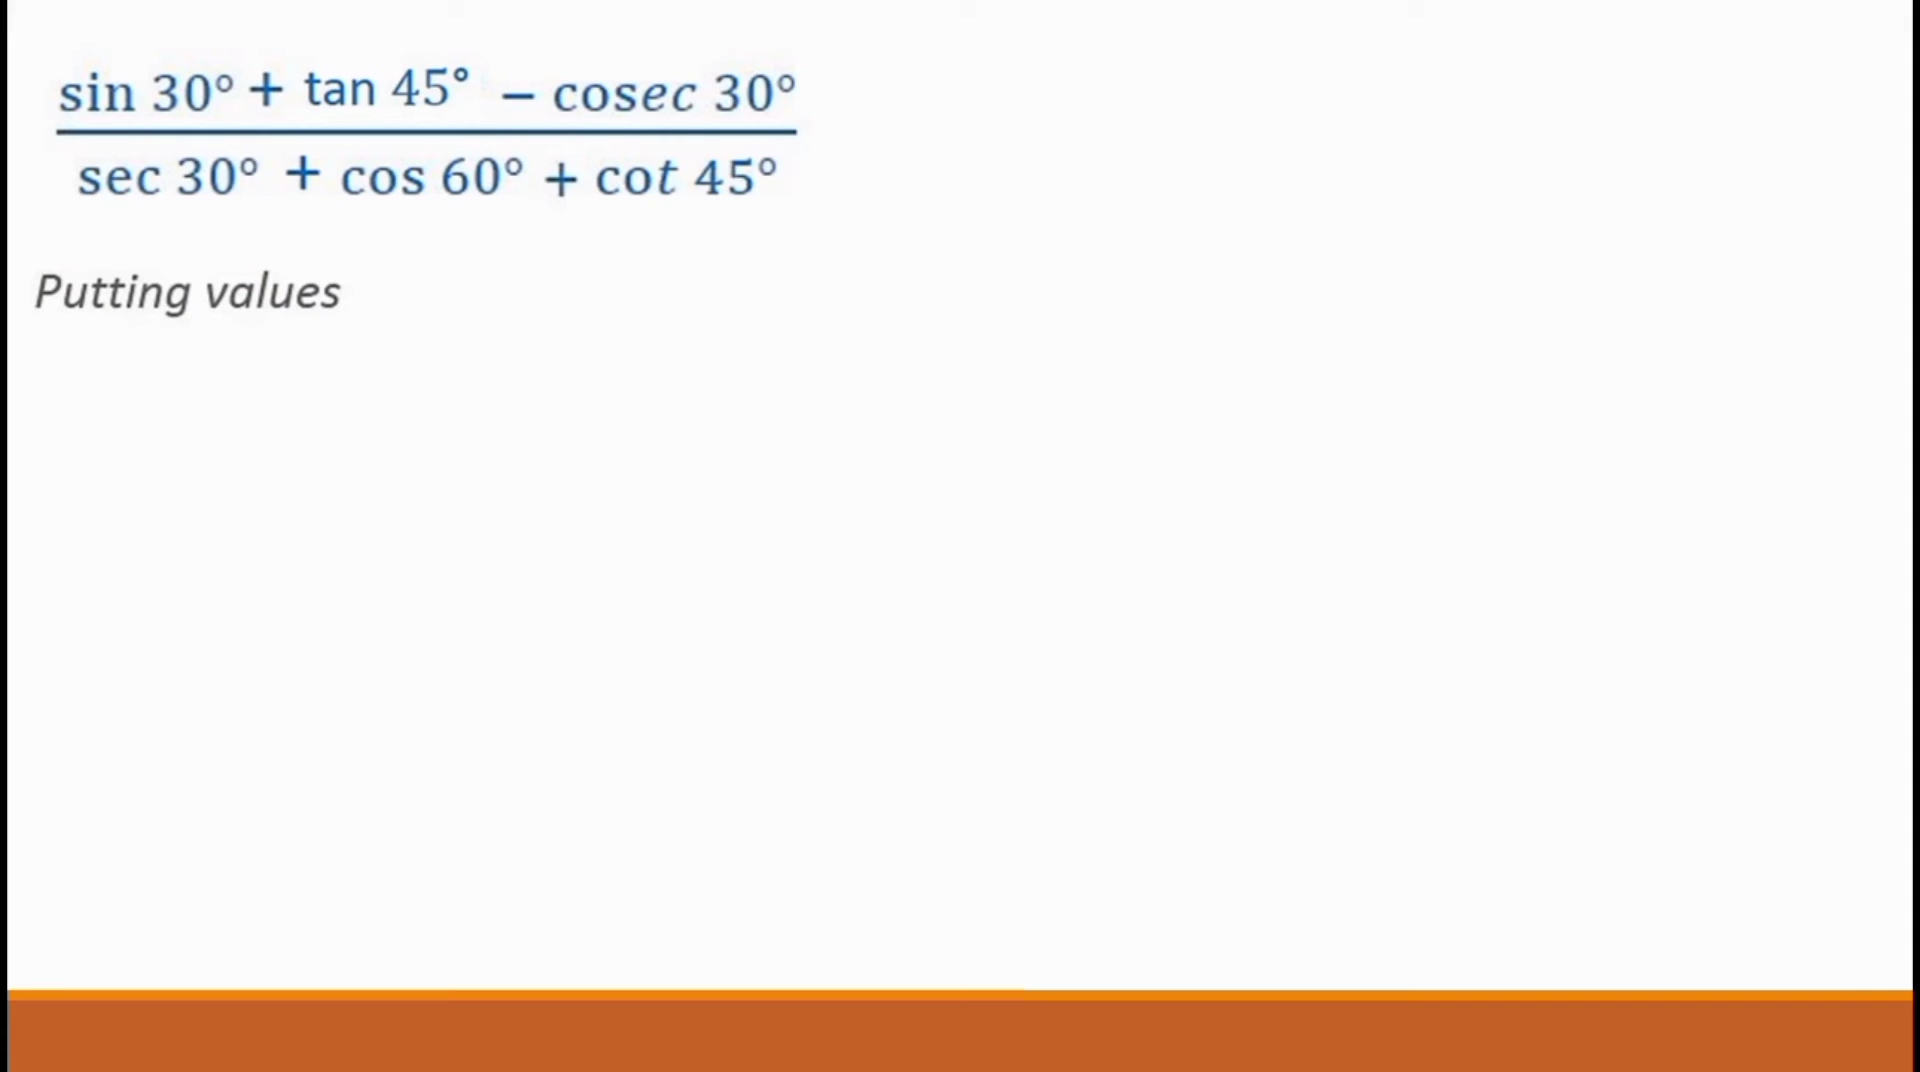 sin 30° + tan 45° − cosec 30°
sec 30° + cos 60° + cot 45°
Putting values